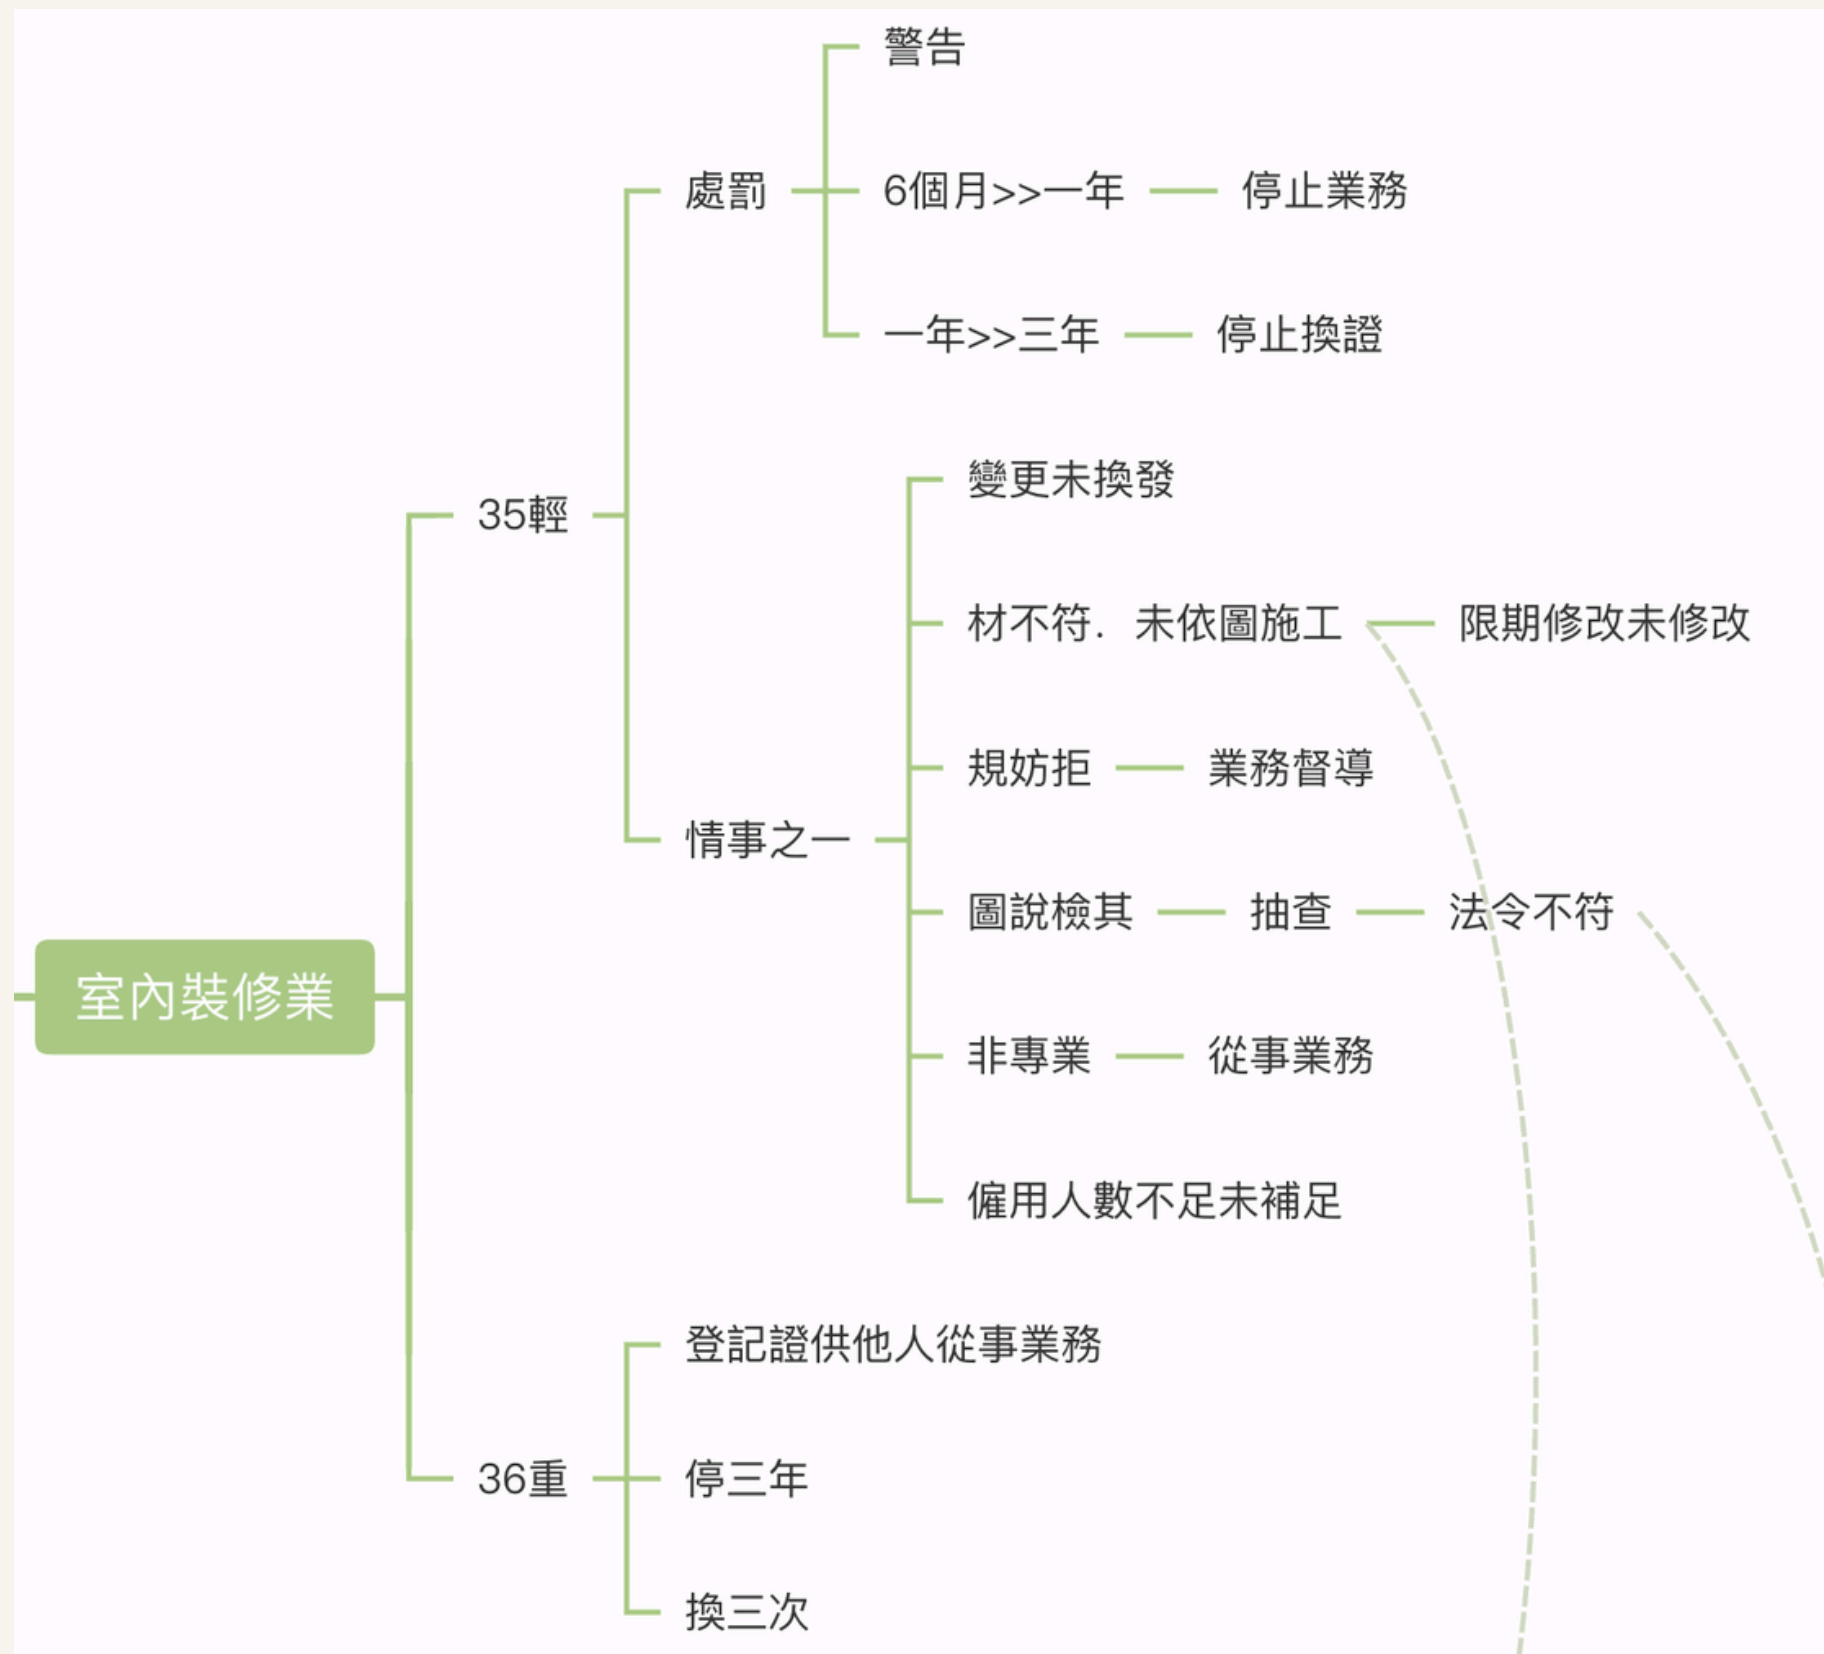 警告
處罰
6個月>>一年
停止業務
一年>>三年
停止換證
變更未換發
35輕
材不符． 未依圖施工
限期修改未修改
規妨拒
業務督導
情事之一
圖說檢其
抽查
法令不符
室內裝修業
非專業
從事業務
僱用人數不足未補足
登記證供他人從事業務
36重
停三年
換三次